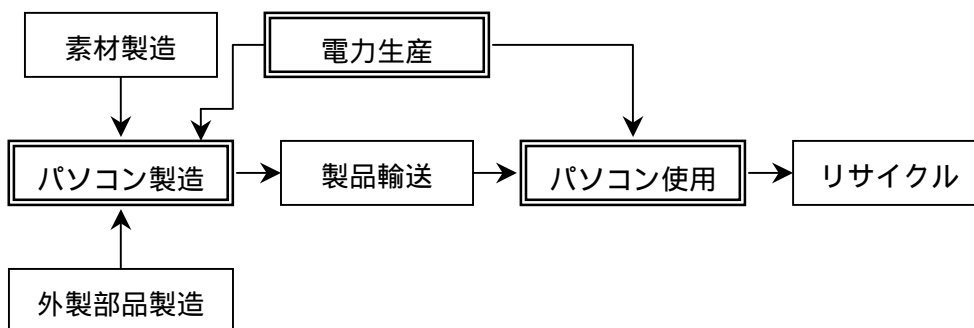 素材製造
電力生産
パソコン製造
製品輸送
パソコン使用
リサイクル
外製部品製造